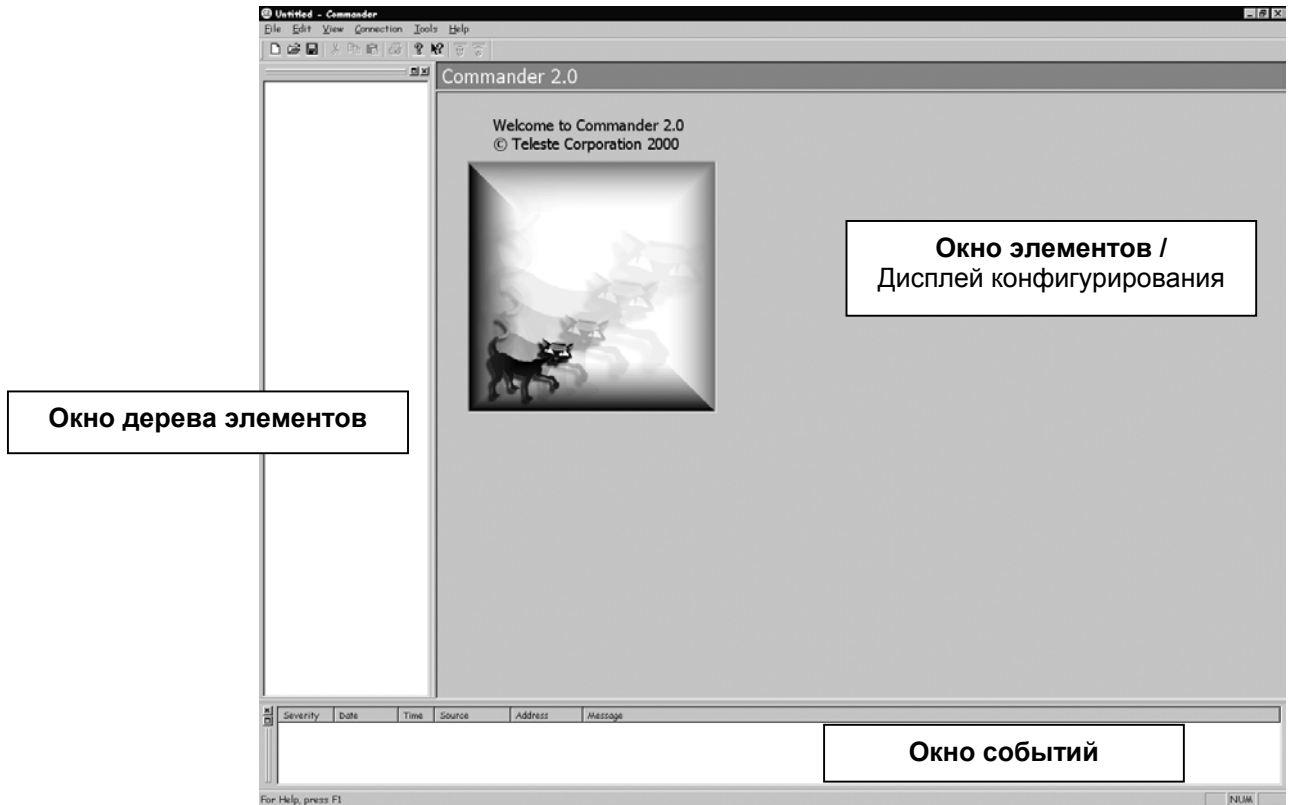 Untitled - Commander
File Edit View Connection Tools Help
Commander 2.0
Welcome to Commander 2.0
© Teleste Corporation 2000
Окно элементов /
Дисплей конфигурирования
Окно дерева элементов
Severity Date Time Source Address Message
Окно событий
For Help, press F1 NUM